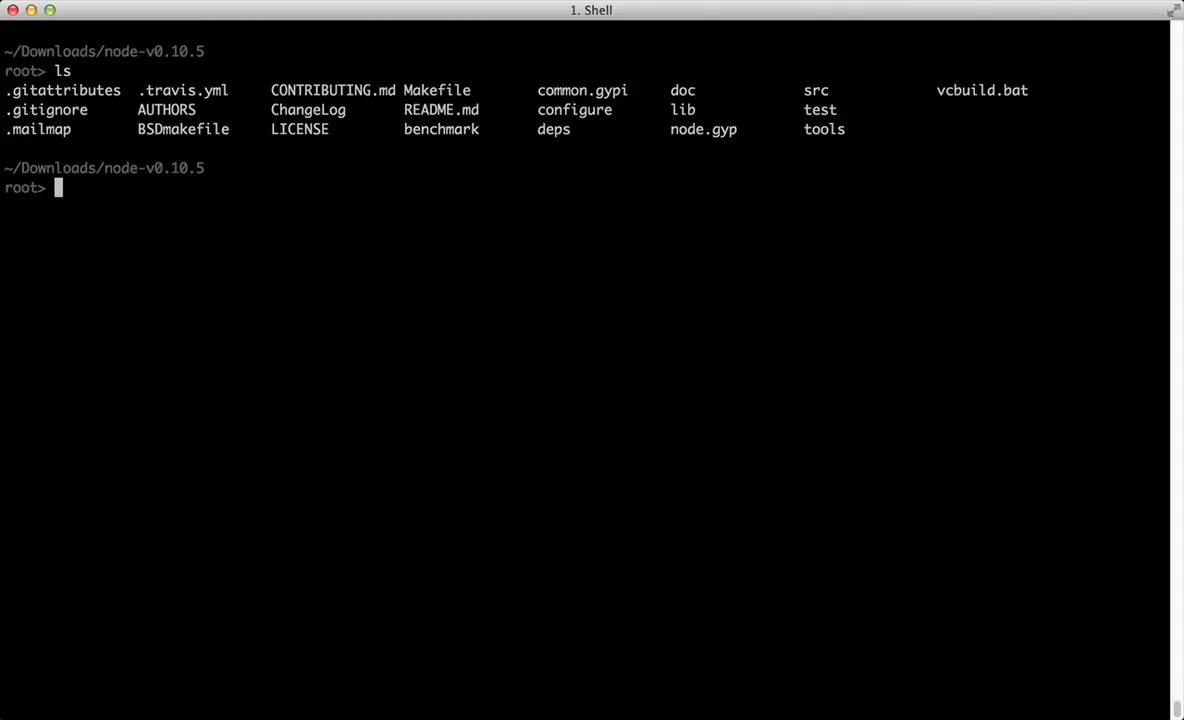 1. Shell
~/Downloads/node-v0.10.5
root> ls
.gitattributes .travis.yml CONTRIBUTING.md Makefile common.gypi doc src vcbuild.bat
.gitignore AUTHORS ChangeLog README.md configure lib test
.mailmap BSDmakefile LICENSE benchmark deps node.gyp tools
~/Downloads/node-v0.10.5
root>